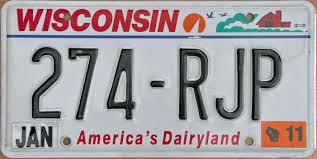 WISCONSIN
274-RJP
JAN America's Dairyland 11